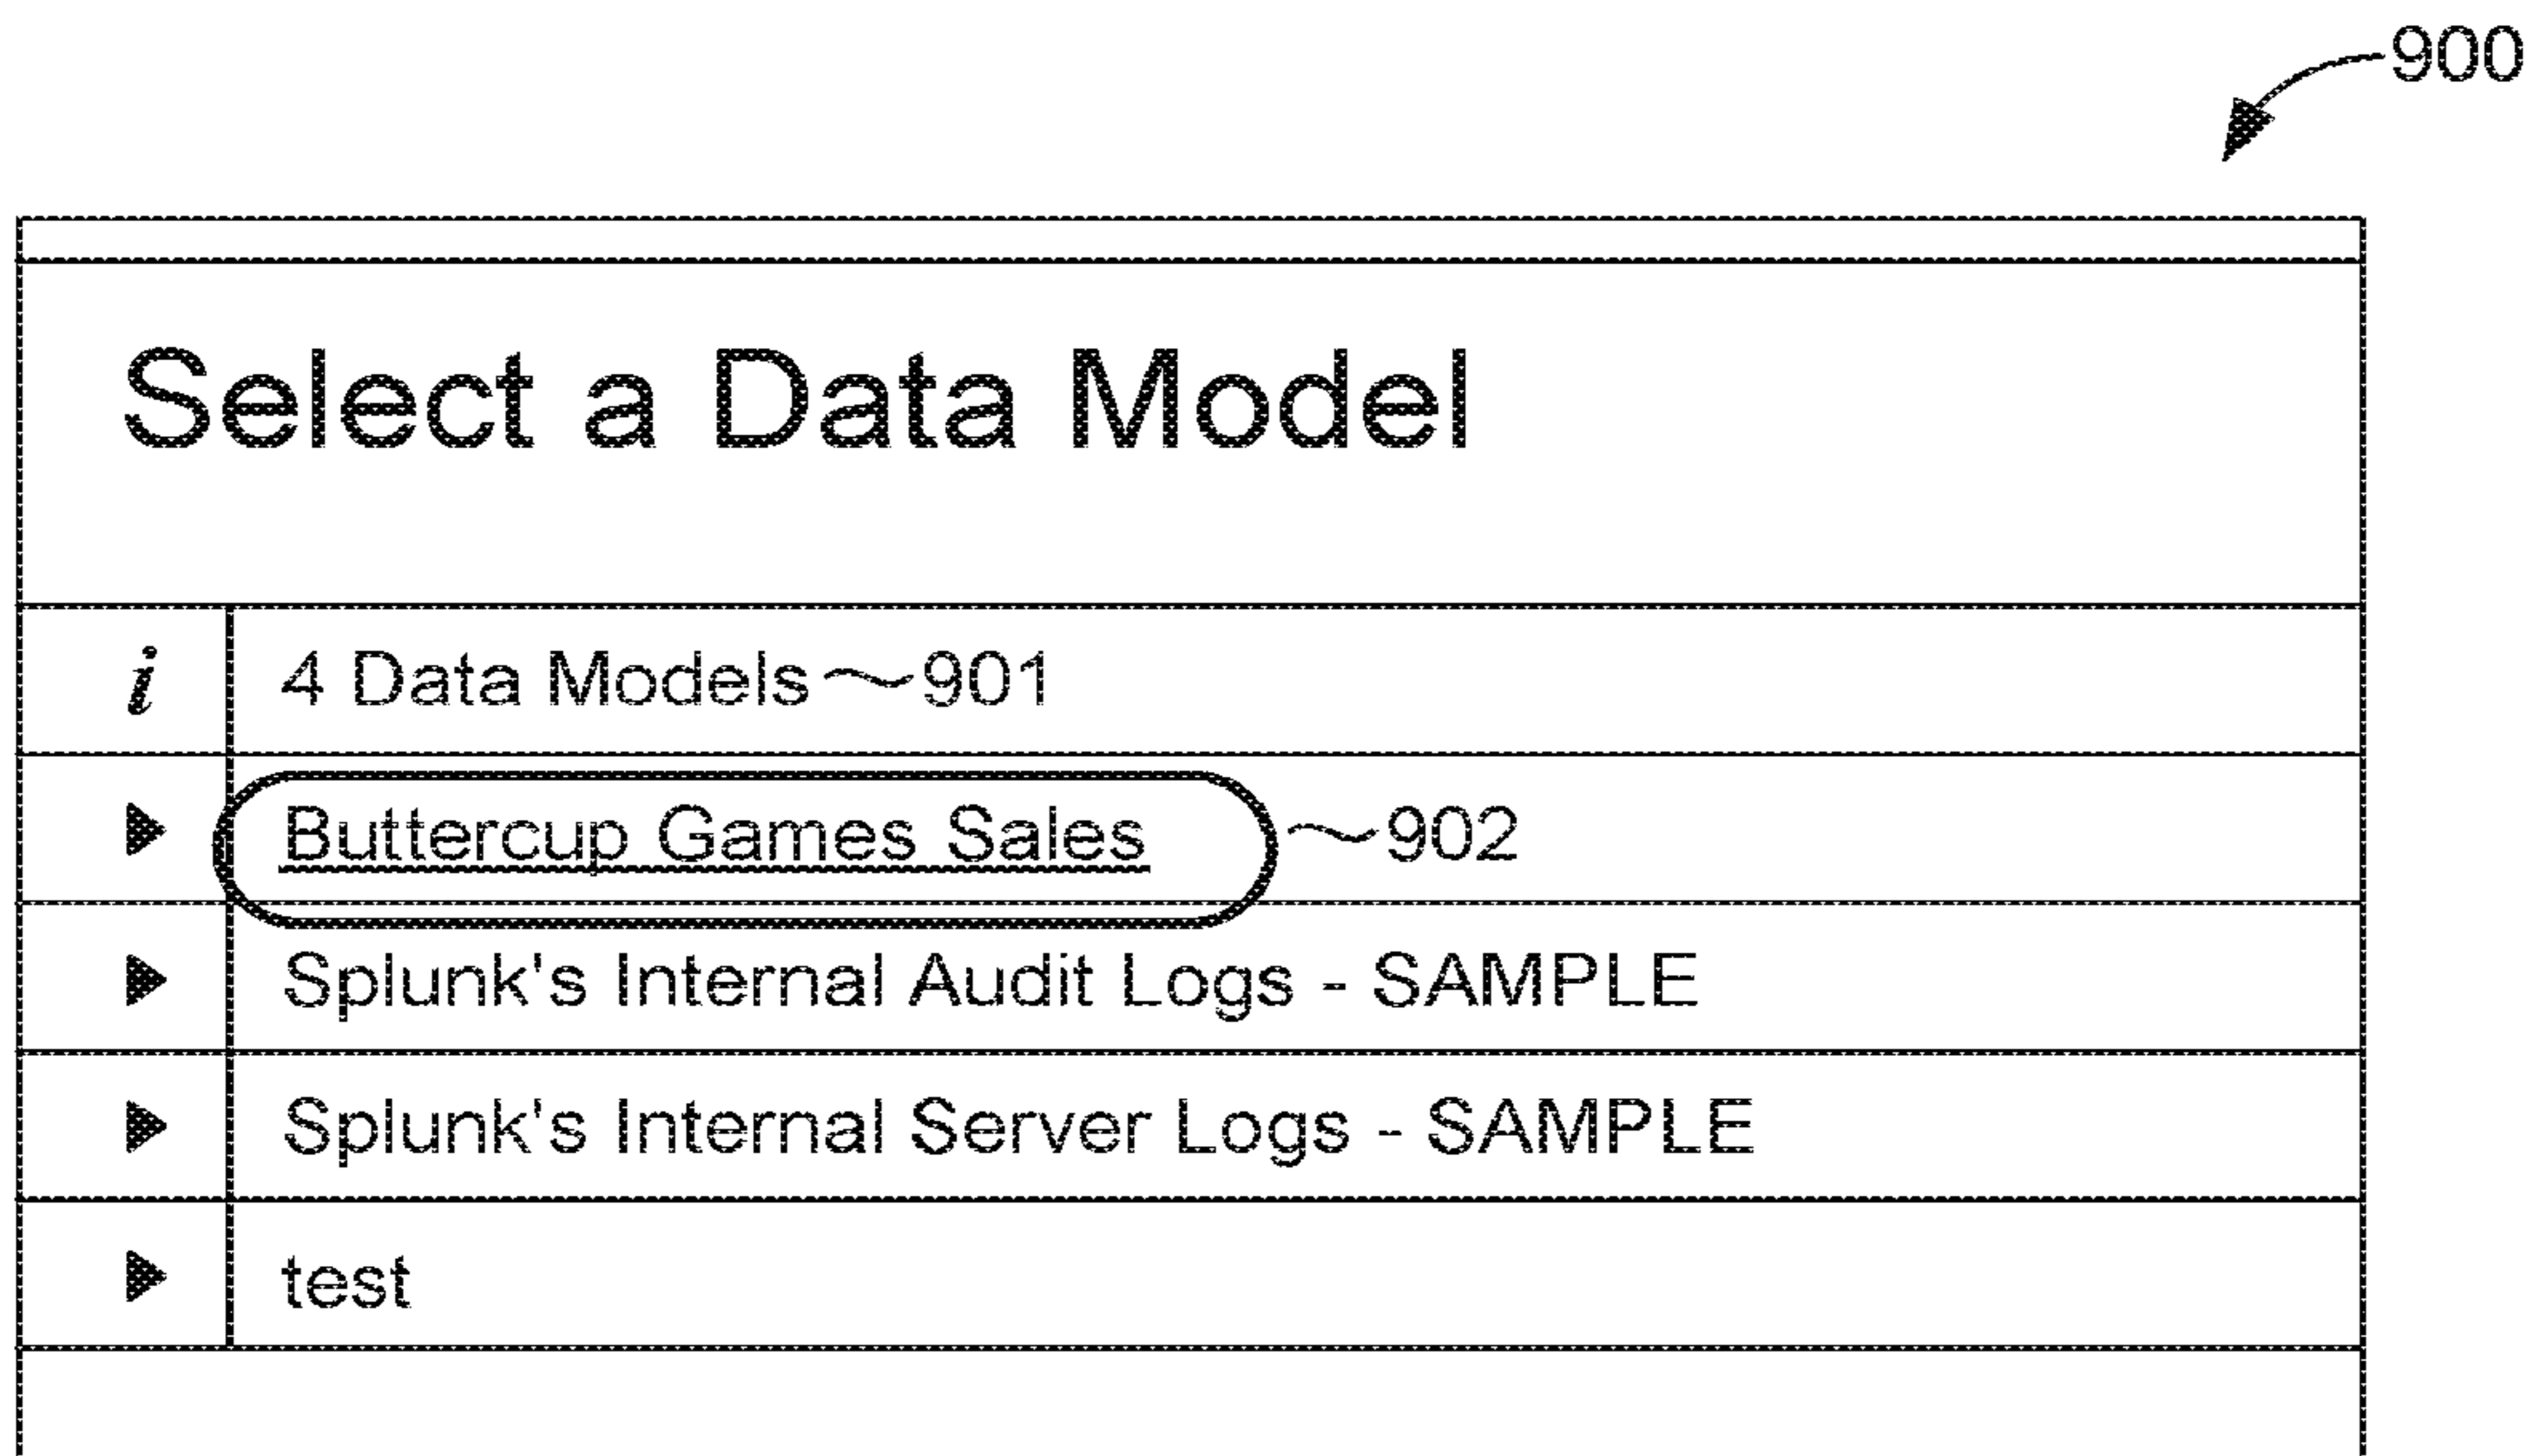 900
Select a Data Model
i 4 Data Models 901
Buttercup Games Sales 902
Splunk's Internal Audit Logs - SAMPLE
Splunk's Internal Server Logs - SAMPLE
test